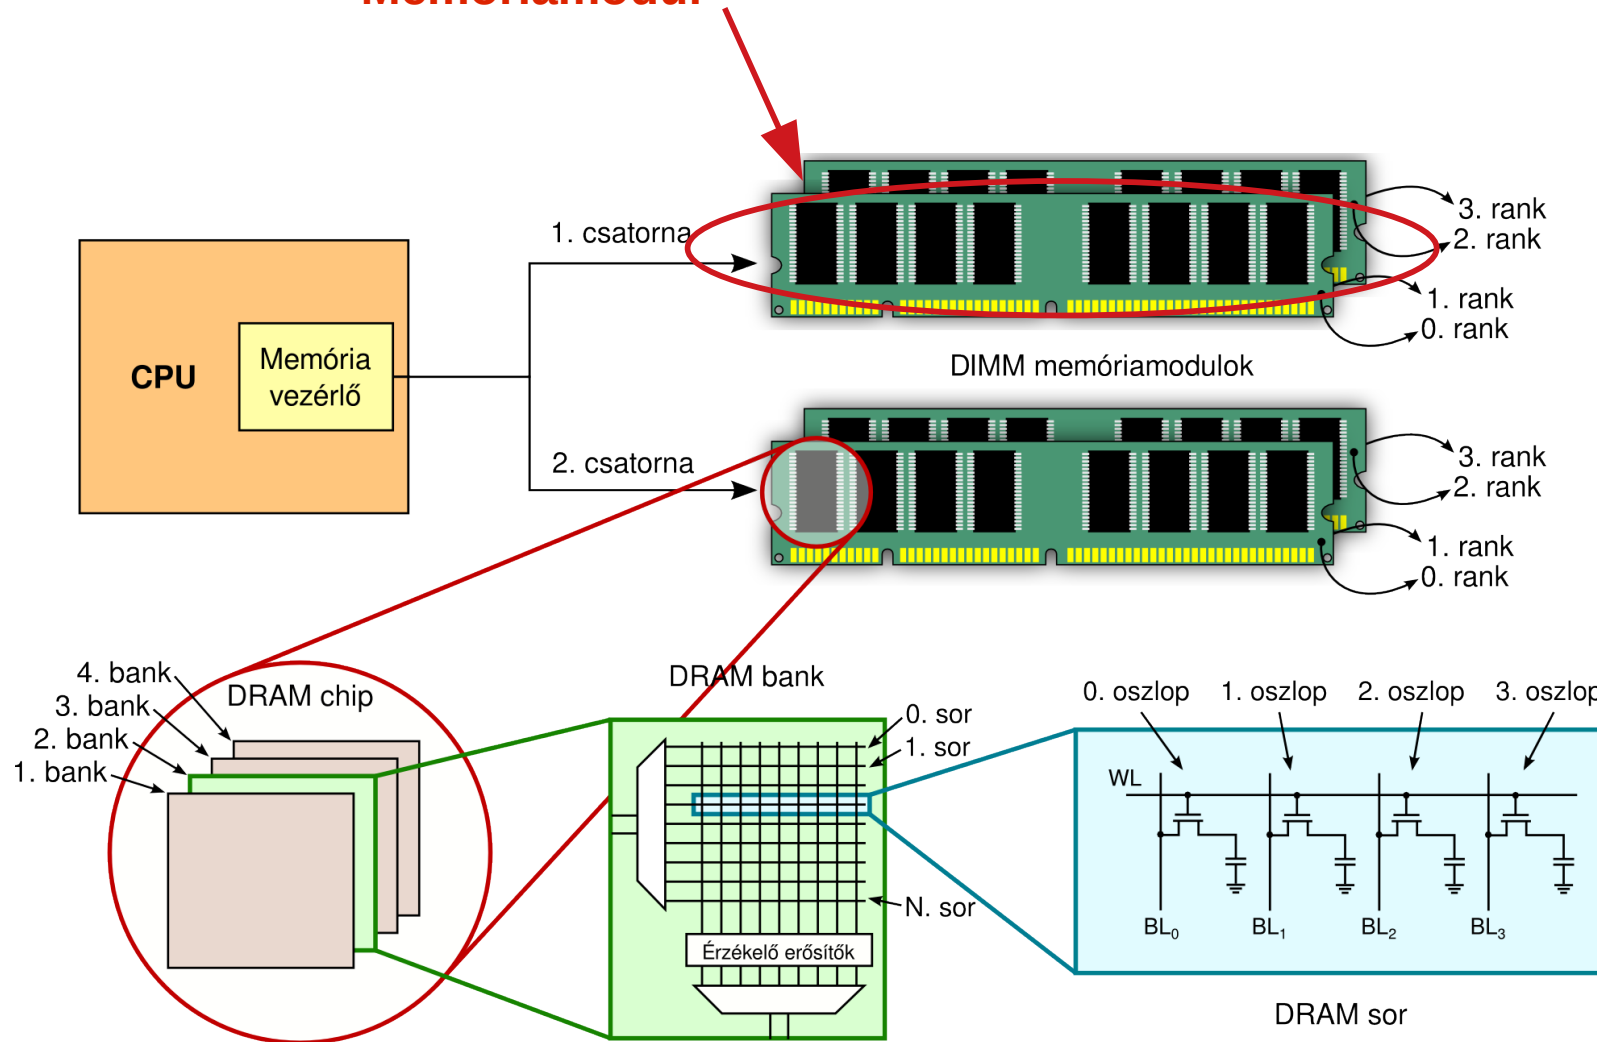 Memóriamodul
1. csatorna
3. rank
2. rank
1. rank
0. rank
CPU
Memória
vezérlő
DIMM memóriamodulok
2. csatorna
3. rank
2. rank
1. rank
0. rank
4. bank
3. bank
2. bank
1. bank
DRAM chip
DRAM bank
0. sor
1. sor
N. sor
Érzékelő erősítők
0. oszlop
1. oszlop
2. oszlop
3. oszlop
WL
BL₀
BL₁
BL₂
BL₃
DRAM sor